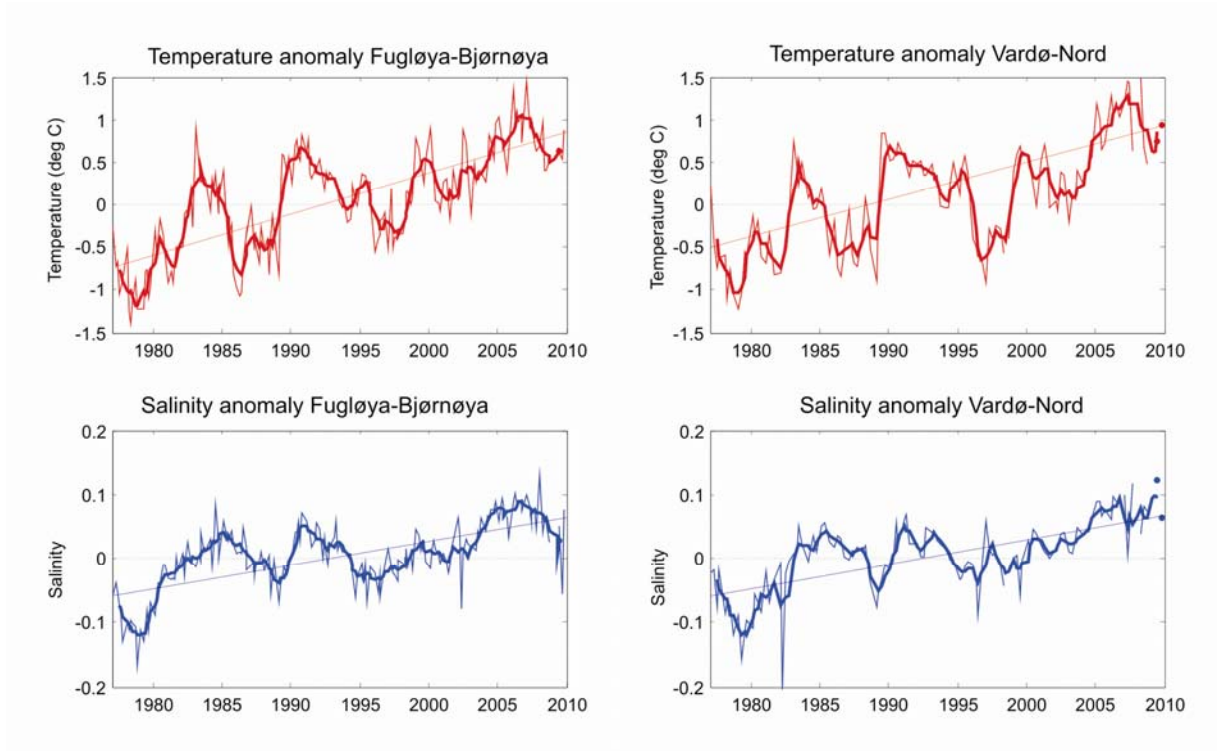 Temperature anomaly Fugløya-Bjørnøya
Temperature (deg C)
1.5
1
0.5
0
-0.5
-1
-1.5
1980 1985 1990 1995 2000 2005 2010
Temperature anomaly Vardø-Nord
Temperature (deg C)
1.5
1
0.5
0
-0.5
-1
-1.5
1980 1985 1990 1995 2000 2005 2010
Salinity anomaly Fugløya-Bjørnøya
Salinity
0.2
0.1
0
-0.1
-0.2
1980 1985 1990 1995 2000 2005 2010
Salinity anomaly Vardø-Nord
Salinity
0.2
0.1
0
-0.1
-0.2
1980 1985 1990 1995 2000 2005 2010